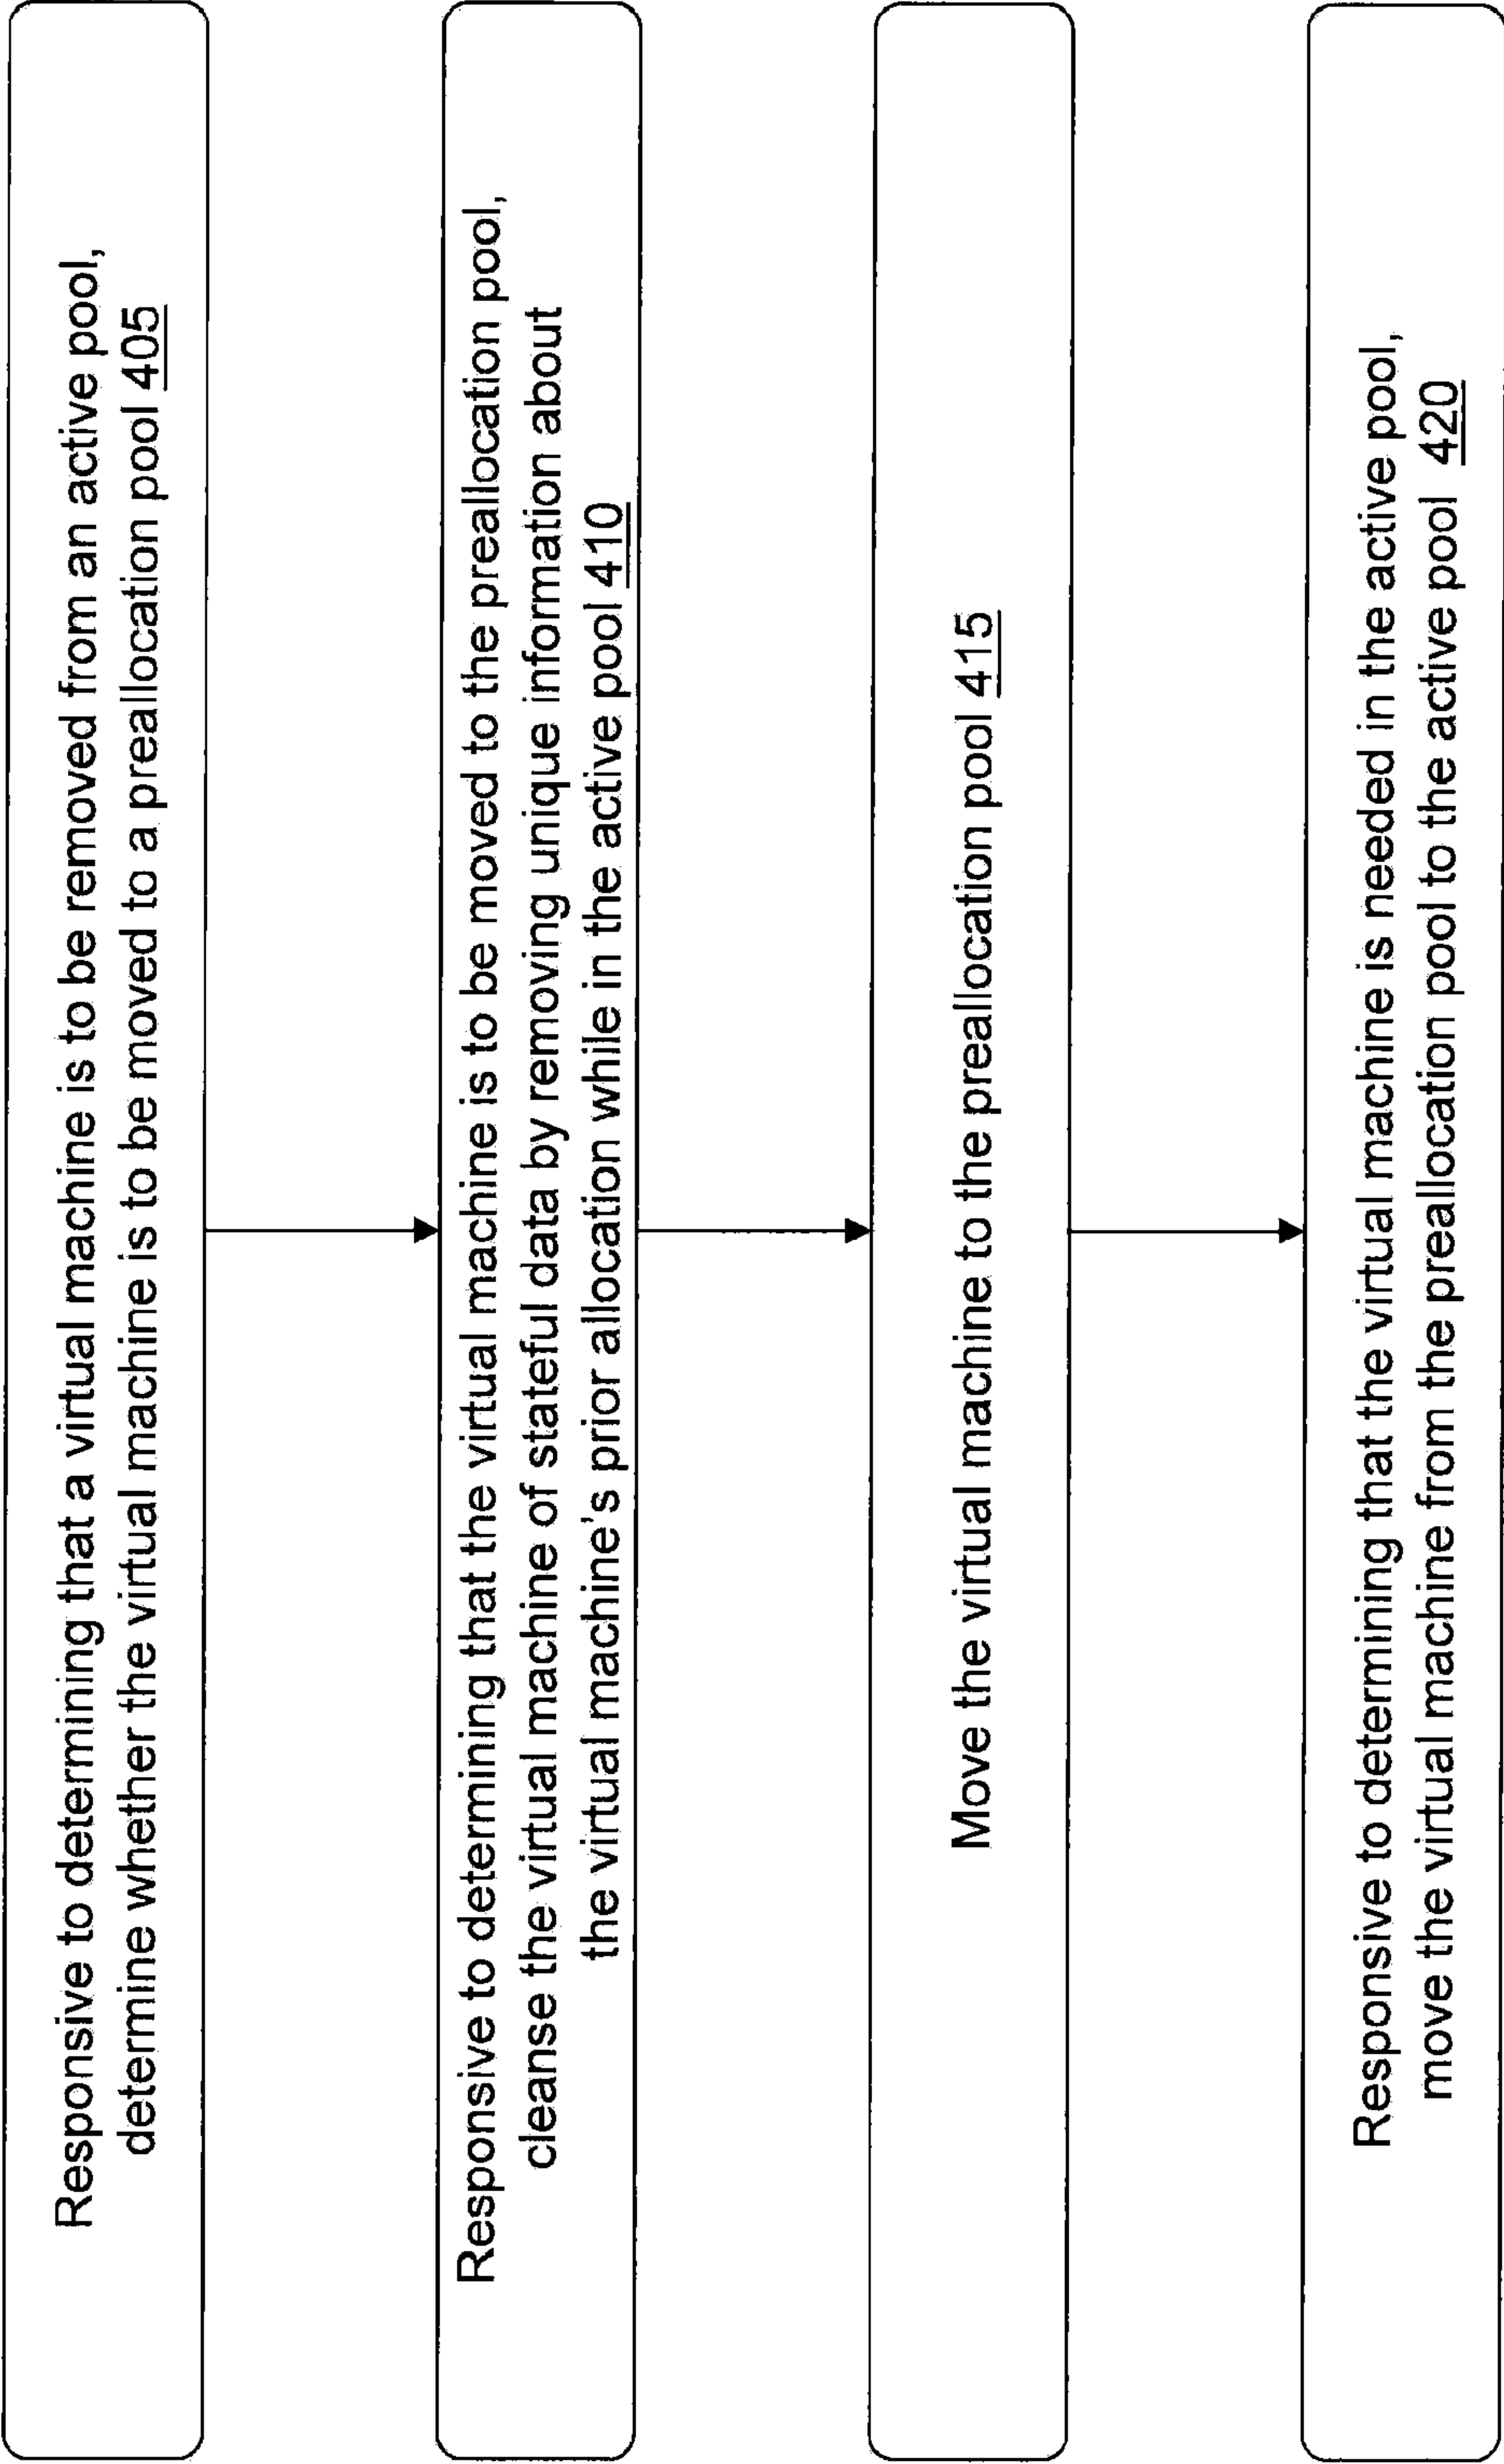 Responsive to determining that a virtual machine is to be removed from an active pool,
determine whether the virtual machine is to be moved to a preallocation pool 405
Responsive to determining that the virtual machine is to be moved to the preallocation pool,
cleanse the virtual machine of stateful data by removing unique information about
the virtual machine's prior allocation while in the active pool 410
Move the virtual machine to the preallocation pool 415
Responsive to determining that the virtual machine is needed in the active pool,
move the virtual machine from the preallocation pool to the active pool 420